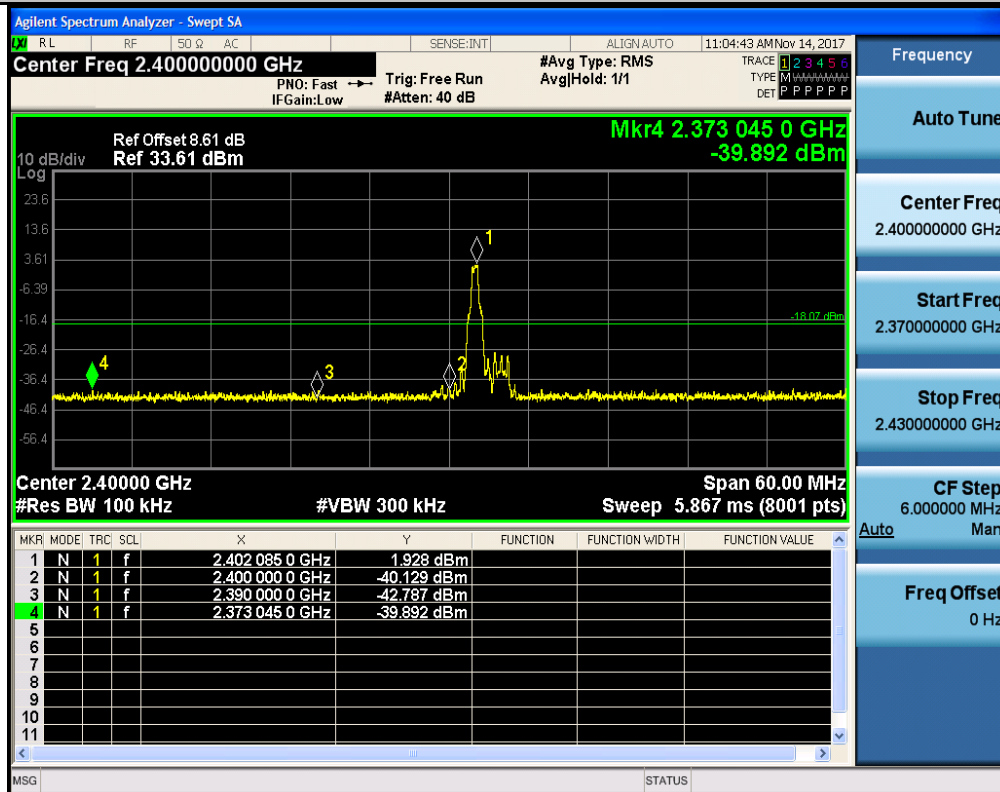 Agilent Spectrum Analyzer - Swept SA
LXI RL RF 50 Ω AC SENSE:INT ALIGN AUTO 11:04:43 AM Nov 14, 2017
Center Freq 2.400000000 GHz
PNO: Fast
IFGain:Low
Trig: Free Run
#Atten: 40 dB
#Avg Type: RMS
Avg|Hold: 1/1
TRACE 1 2 3 4 5 6
TYPE M
DET P P P P P P
Mkr4 2.373 045 0 GHz
-39.892 dBm
Ref Offset 8.61 dB
10 dB/div Ref 33.61 dBm
Log
23.6
13.6
3.61
-6.39
-16.4
-26.4
-36.4
-46.4
-56.4
1
2
3
4
-18.07 dBm
Center 2.40000 GHz Span 60.00 MHz
#Res BW 100 kHz #VBW 300 kHz Sweep 5.867 ms (8001 pts)
MKR MODE TRC SCL X Y FUNCTION FUNCTION WIDTH FUNCTION VALUE
1 N 1 f 2.402 085 0 GHz 1.928 dBm
2 N 1 f 2.400 000 0 GHz -40.129 dBm
3 N 1 f 2.390 000 0 GHz -42.787 dBm
4 N 1 f 2.373 045 0 GHz -39.892 dBm
5
6
7
8
9
10
11
MSG STATUS
Frequency
Auto Tune
Center Freq
2.400000000 GHz
Start Freq
2.370000000 GHz
Stop Freq
2.430000000 GHz
CF Step
6.000000 MHz
Auto Man
Freq Offset
0 Hz